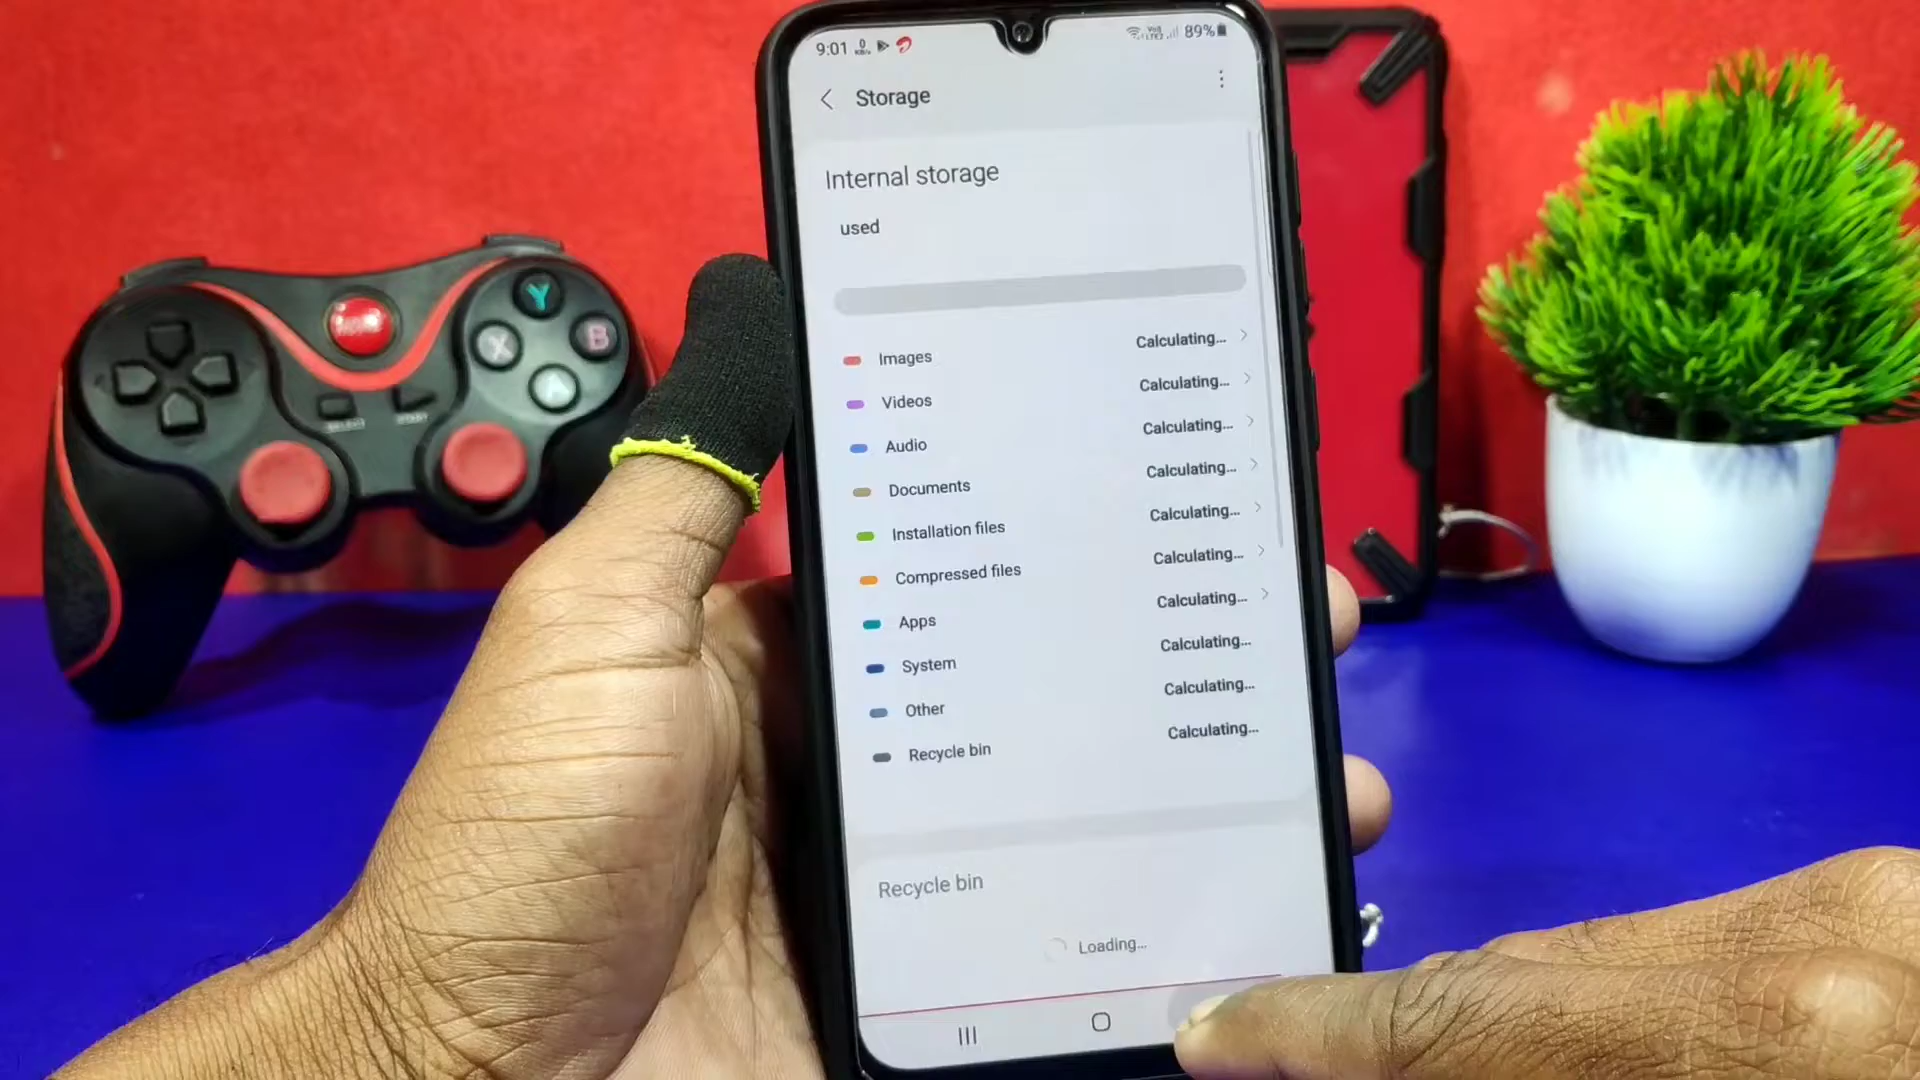 9:01
89%
Storage
Internal storage
used
Images Calculating...
Videos Calculating...
Audio Calculating...
Documents Calculating...
Installation files Calculating...
Compressed files Calculating...
Apps Calculating...
System Calculating...
Other Calculating...
Recycle bin Calculating...
Recycle bin
Loading...
Y
X
B
A